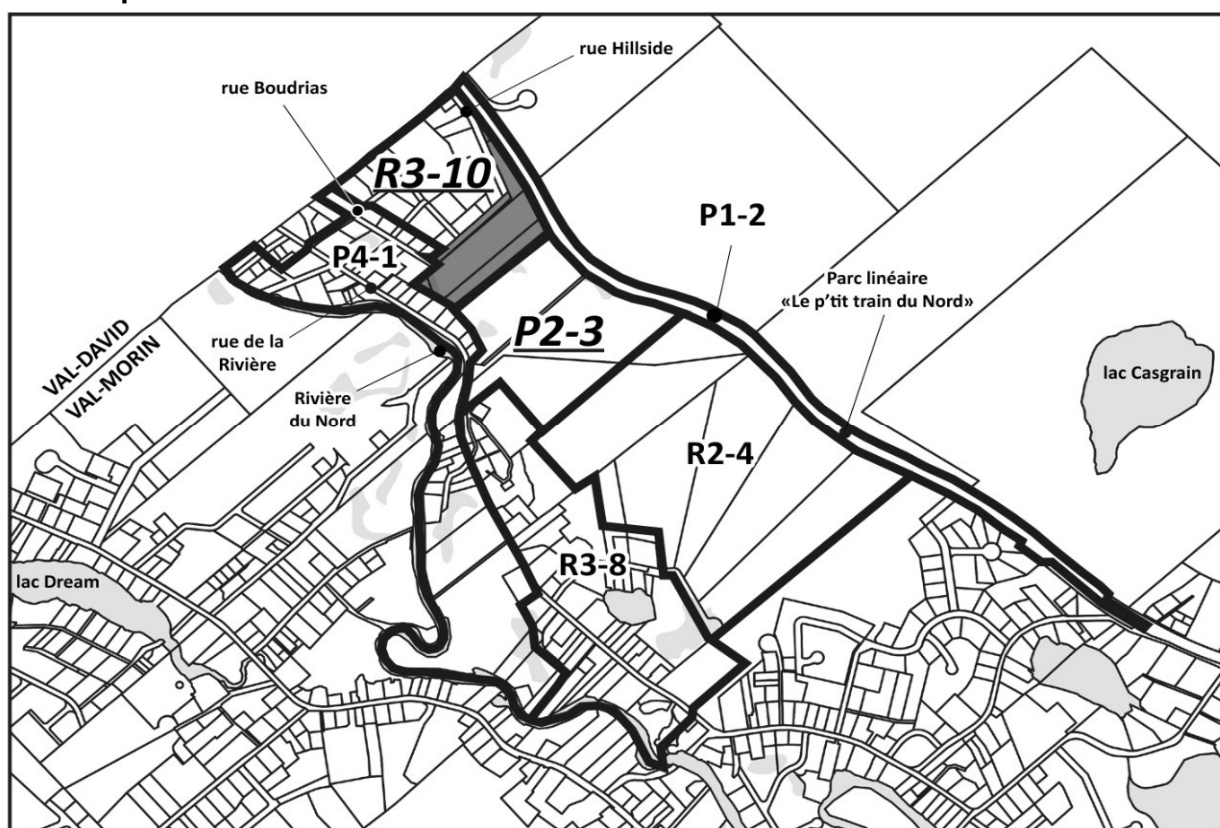 rue Hillside
rue Boudrias
R3-10
P1-2
P4-1
Parc linéaire
«Le p'tit train du Nord»
P2-3
rue de la
Rivière
VAL-DAVID
VAL-MORIN
lac Casgrain
Rivière
du Nord
R2-4
R3-8
lac Dream